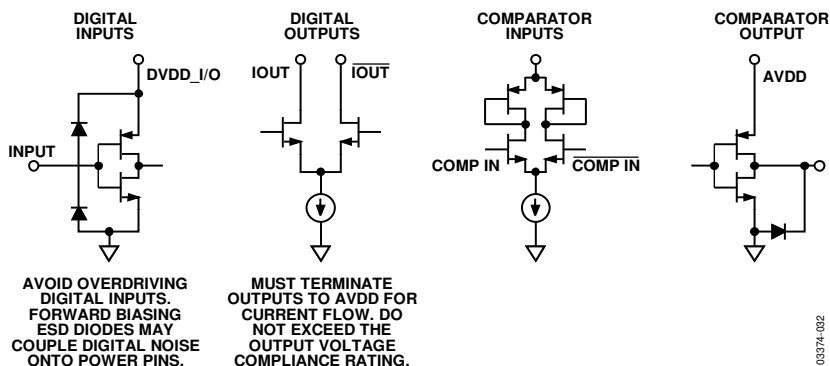 DIGITAL
INPUTS
DVDD_I/O
INPUT
AVOID OVERDRIVING
DIGITAL INPUTS.
FORWARD BIASING
ESD DIODES MAY
COUPLE DIGITAL NOISE
ONTO POWER PINS.
DIGITAL
OUTPUTS
IOUT
IOUT
MUST TERMINATE
OUTPUTS TO AVDD FOR
CURRENT FLOW. DO
NOT EXCEED THE
OUTPUT VOLTAGE
COMPLIANCE RATING.
COMPARATOR
INPUTS
COMP IN
COMP IN
COMPARATOR
OUTPUT
AVDD
03374-032